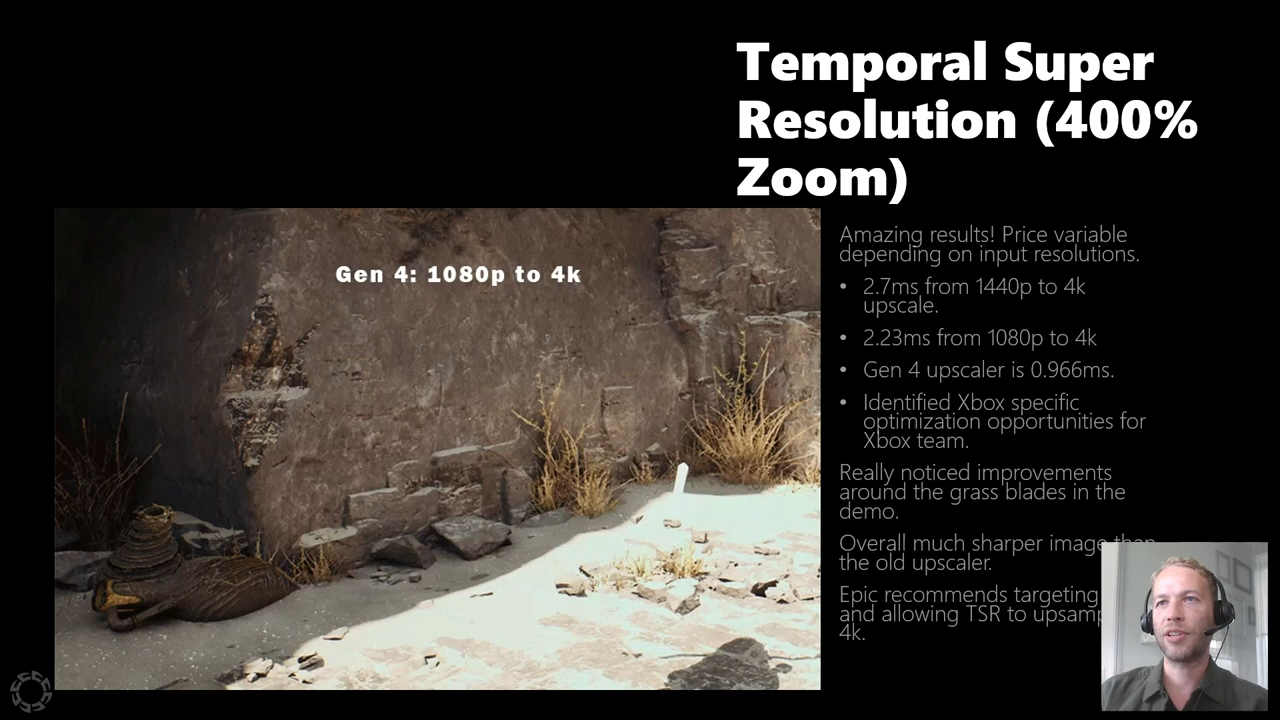 Temporal Super
Resolution (400%
Zoom)
Gen 4: 1080p to 4k
Amazing results! Price variable
depending on input resolutions.
• 2.7ms from 1440p to 4k
upscale.
• 2.23ms from 1080p to 4k
• Gen 4 upscaler is 0.966ms.
• Identified Xbox specific
optimization opportunities for
Xbox team.
Really noticed improvements
around the grass blades in the
demo.
Overall much sharper image than
the old upscaler.
Epic recommends targeting
and allowing TSR to
4k.